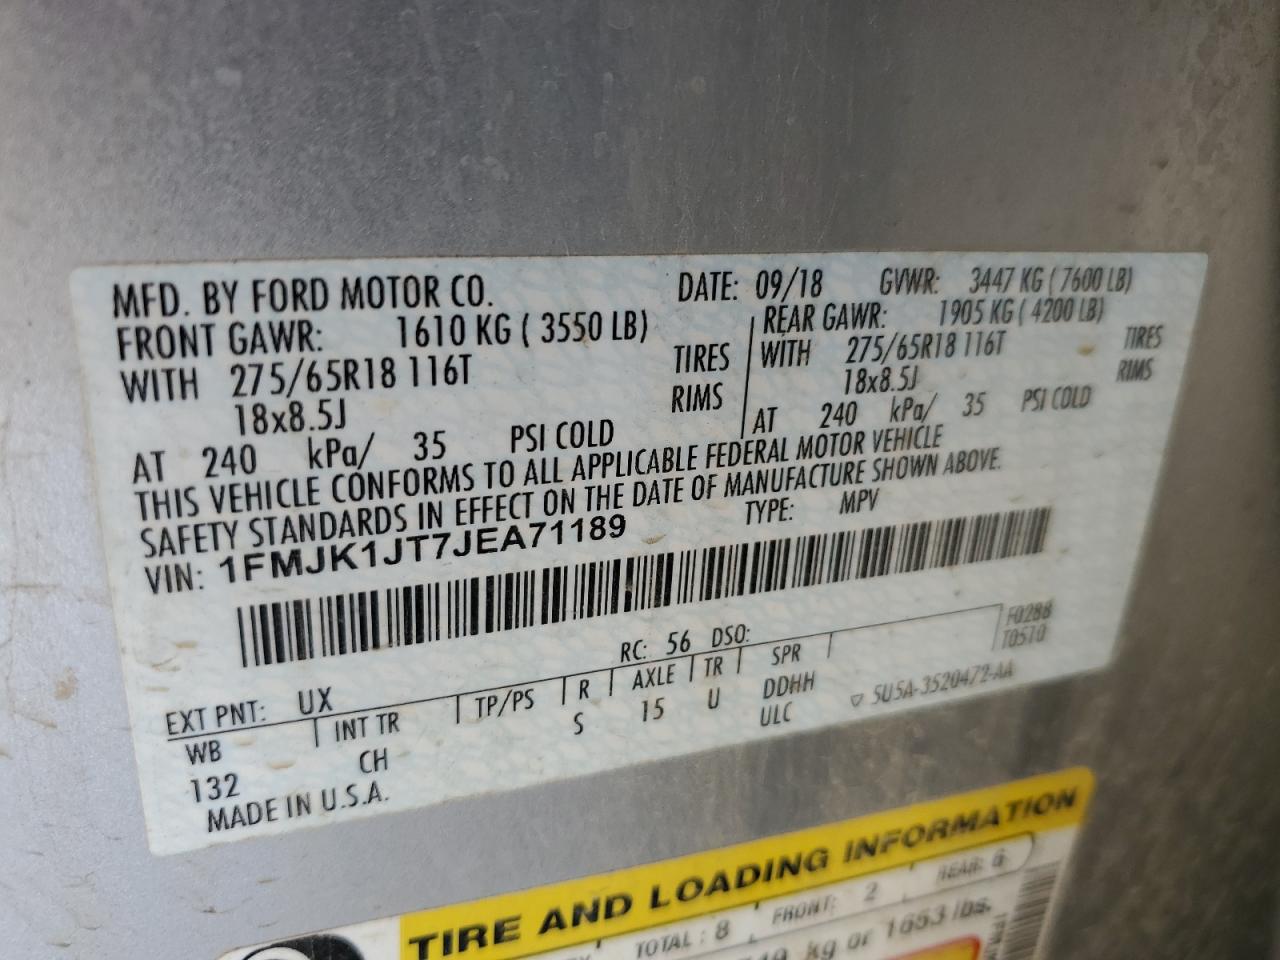 MFD. BY FORD MOTOR CO. DATE: 09/18 GVWR: 3447 KG ( 7600 LB)
FRONT GAWR: 1610 KG ( 3550 LB) REAR GAWR: 1905 KG ( 4200 LB)
WITH 275/65R18 116T TIRES WITH 275/65R18 116T TIRES
18x8.5J RIMS 18x8.5J RIMS
AT 240 kPa/ 35 PSI COLD AT 240 kPa/ 35 PSI COLD
THIS VEHICLE CONFORMS TO ALL APPLICABLE FEDERAL MOTOR VEHICLE
SAFETY STANDARDS IN EFFECT ON THE DATE OF MANUFACTURE SHOWN ABOVE.
VIN: 1FMJK1JT7JEA71189 TYPE: MPV
RC: 56 DSO: F0288
EXT PNT: UX T0510
WB INT TR TP/PS R AXLE TR SPR
132 CH S 15 U DDHH
ULC
MADE IN U.S.A. ▽ 5U5A-3520472-AA
TIRE AND LOADING INFORMATION
TOTAL: 8 FRONT: 2 REAR: 6
kg or 1653 lbs.